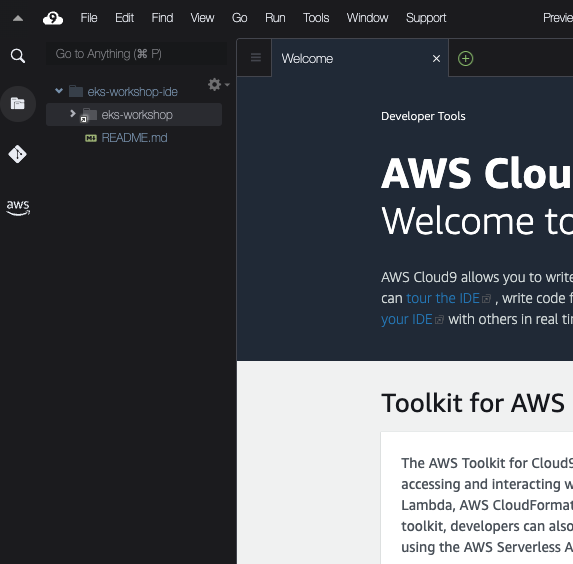 9 File Edit Find View Go Run Tools Window Support Previe
Go to Anything (⌘ P)
Welcome
eks-workshop-ide
eks-workshop
README.md
aws
Developer Tools
AWS Clou
Welcome to
AWS Cloud9 allows you to write
can tour the IDE , write code f
your IDE with others in real tim
Toolkit for AWS
The AWS Toolkit for Cloud9
accessing and interacting w
Lambda, AWS CloudFormat
toolkit, developers can also
using the AWS Serverless A